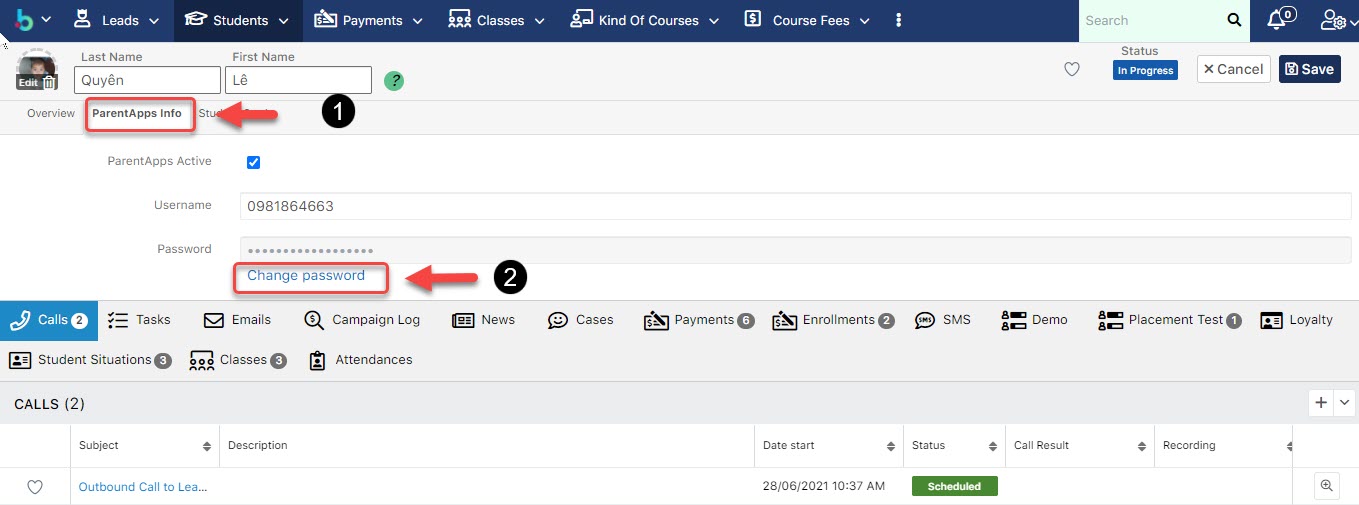 Leads Students Payments Classes Kind Of Courses Course Fees Search 0
Last Name First Name Status
Edit Quyên Lê ? In Progress Cancel Save
Overview ParentApps Info 1
ParentApps Active
Username 0981864663
Password ••••••••••••••••••
Change password 2
Calls 2 Tasks Emails Campaign Log News Cases Payments 6 Enrollments 2 SMS Demo Placement Test 1 Loyalty
Student Situations 3 Classes 3 Attendances
CALLS (2)
Subject Description Date start Status Call Result Recording
Outbound Call to Lea... 28/06/2021 10:37 AM Scheduled